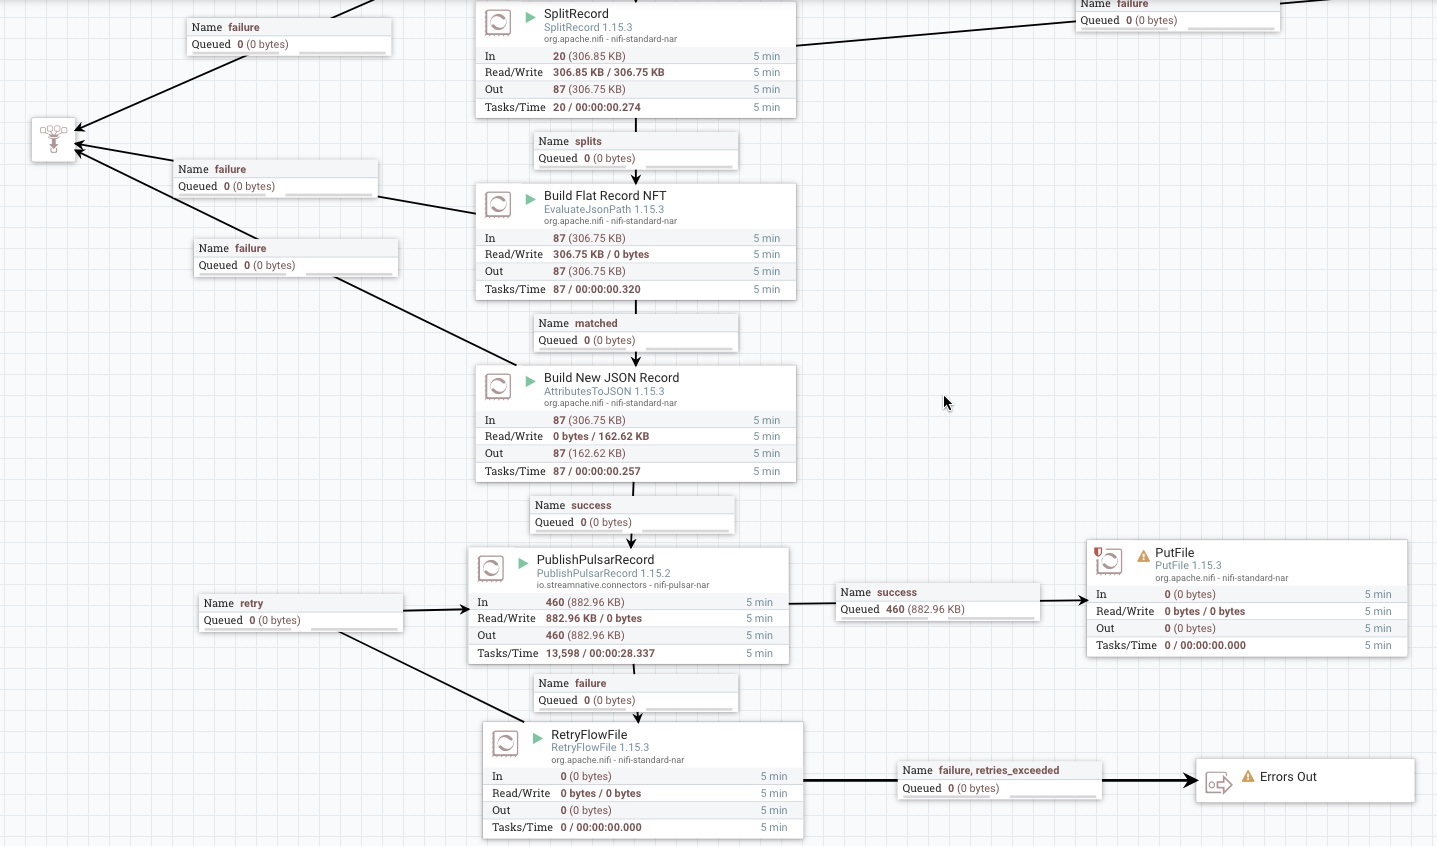 Name failure
Queued 0 (0 bytes)
SplitRecord
SplitRecord 1.15.3
org.apache.nifi - nifi-standard-nar
In 20 (306.85 KB) 5 min
Read/Write 306.85 KB / 306.75 KB 5 min
Out 87 (306.75 KB) 5 min
Tasks/Time 20 / 00:00:00.274 5 min
Name failure
Queued 0 (0 bytes)
Name splits
Queued 0 (0 bytes)
Name failure
Queued 0 (0 bytes)
Build Flat Record NFT
EvaluateJsonPath 1.15.3
org.apache.nifi - nifi-standard-nar
In 87 (306.75 KB) 5 min
Read/Write 306.75 KB / 0 bytes 5 min
Out 87 (306.75 KB) 5 min
Tasks/Time 87 / 00:00:00.320 5 min
Name failure
Queued 0 (0 bytes)
Name matched
Queued 0 (0 bytes)
Build New JSON Record
AttributesToJSON 1.15.3
org.apache.nifi - nifi-standard-nar
In 87 (306.75 KB) 5 min
Read/Write 0 bytes / 162.62 KB 5 min
Out 87 (162.62 KB) 5 min
Tasks/Time 87 / 00:00:00.257 5 min
Name success
Queued 0 (0 bytes)
PublishPulsarRecord
PublishPulsarRecord 1.15.2
io.streamnative.connectors - nifi-pulsar-nar
In 460 (882.96 KB) 5 min
Read/Write 882.96 KB / 0 bytes 5 min
Out 460 (882.96 KB) 5 min
Tasks/Time 13,598 / 00:00:28.337 5 min
Name retry
Queued 0 (0 bytes)
Name success
Queued 460 (882.96 KB)
PutFile
PutFile 1.15.3
org.apache.nifi - nifi-standard-nar
In 0 (0 bytes) 5 min
Read/Write 0 bytes / 0 bytes 5 min
Out 0 (0 bytes) 5 min
Tasks/Time 0 / 00:00:00.000 5 min
Name failure
Queued 0 (0 bytes)
RetryFlowFile
RetryFlowFile 1.15.3
org.apache.nifi - nifi-standard-nar
In 0 (0 bytes) 5 min
Read/Write 0 bytes / 0 bytes 5 min
Out 0 (0 bytes) 5 min
Tasks/Time 0 / 00:00:00.000 5 min
Name failure, retries_exceeded
Queued 0 (0 bytes)
Errors Out